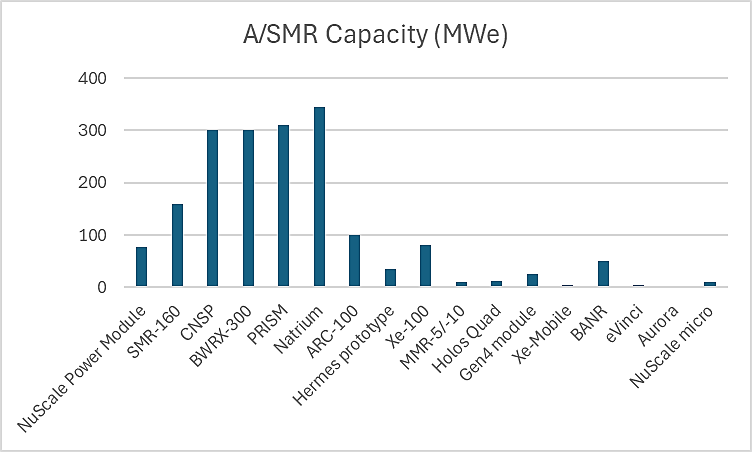 A/SMR Capacity (MWe)
400
300
200
100
0
NuScale Power Module
SMR-160
CNSP
BWRX-300
PRISM
Natrium
ARC-100
Hermes prototype
Xe-100
MMR-5/-10
Holos Quad
Gen4 module
Xe-Mobile
BANR
eVinci
Aurora
NuScale micro